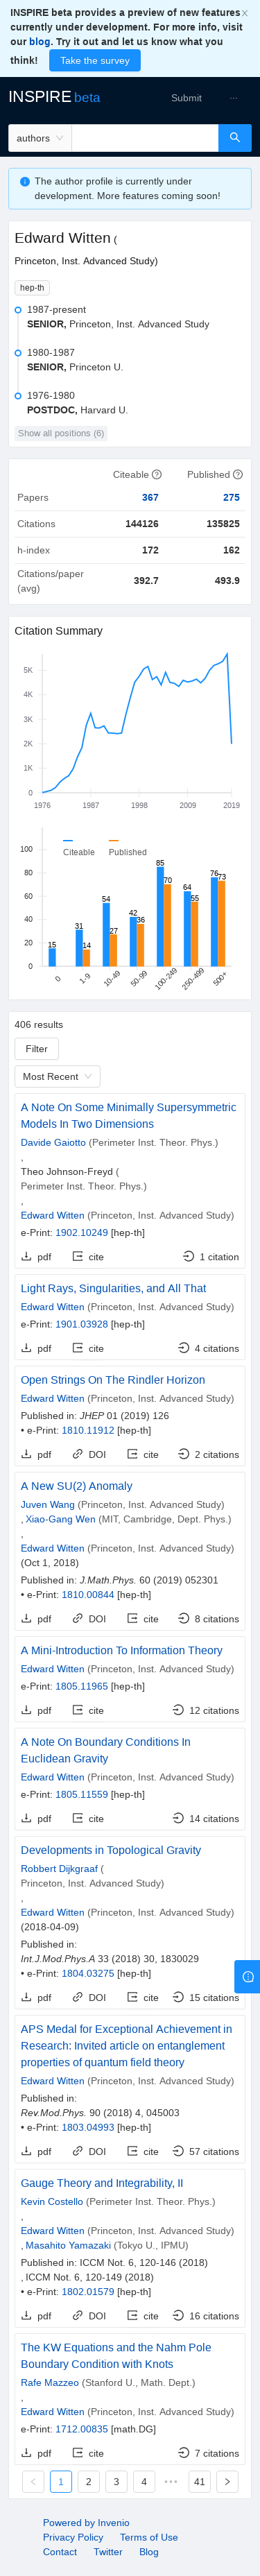 INSPIRE beta provides a preview of new features
currently under development. For more info, visit
our blog. Try it out and let us know what you
think! Take the survey
INSPIRE beta
Submit ···
authors
The author profile is currently under
development. More features coming soon!
Edward Witten (
Princeton, Inst. Advanced Study)
hep-th
1987-present
SENIOR, Princeton, Inst. Advanced Study
1980-1987
SENIOR, Princeton U.
1976-1980
POSTDOC, Harvard U.
Show all positions (6)
Citeable Published
Papers 367 275
Citations 144126 135825
h-index 172 162
Citations/paper
(avg) 392.7 493.9
Citation Summary
5K
4K
3K
2K
1K
0
1976 1987 1998 2009 2019
Citeable Published
100
80
60
40
20
0
15 31 14 54 27 42 36 85 70 64 55 76 73
0 1-9 10-49 50-99 100-249 250-499 500+
406 results
Filter
Most Recent
A Note On Some Minimally Supersymmetric
Models In Two Dimensions
Davide Gaiotto (Perimeter Inst. Theor. Phys.)
,
Theo Johnson-Freyd (
Perimeter Inst. Theor. Phys.)
,
Edward Witten (Princeton, Inst. Advanced Study)
e-Print: 1902.10249 [hep-th]
pdf cite 1 citation
Light Rays, Singularities, and All That
Edward Witten (Princeton, Inst. Advanced Study)
e-Print: 1901.03928 [hep-th]
pdf cite 4 citations
Open Strings On The Rindler Horizon
Edward Witten (Princeton, Inst. Advanced Study)
Published in: JHEP 01 (2019) 126
• e-Print: 1810.11912 [hep-th]
pdf DOI cite 2 citations
A New SU(2) Anomaly
Juven Wang (Princeton, Inst. Advanced Study)
, Xiao-Gang Wen (MIT, Cambridge, Dept. Phys.)
,
Edward Witten (Princeton, Inst. Advanced Study)
(Oct 1, 2018)
Published in: J.Math.Phys. 60 (2019) 052301
• e-Print: 1810.00844 [hep-th]
pdf DOI cite 8 citations
A Mini-Introduction To Information Theory
Edward Witten (Princeton, Inst. Advanced Study)
e-Print: 1805.11965 [hep-th]
pdf cite 12 citations
A Note On Boundary Conditions In
Euclidean Gravity
Edward Witten (Princeton, Inst. Advanced Study)
e-Print: 1805.11559 [hep-th]
pdf cite 14 citations
Developments in Topological Gravity
Robbert Dijkgraaf (
Princeton, Inst. Advanced Study)
,
Edward Witten (Princeton, Inst. Advanced Study)
(2018-04-09)
Published in:
Int.J.Mod.Phys.A 33 (2018) 30, 1830029
• e-Print: 1804.03275 [hep-th]
pdf DOI cite 15 citations
APS Medal for Exceptional Achievement in
Research: Invited article on entanglement
properties of quantum field theory
Edward Witten (Princeton, Inst. Advanced Study)
Published in:
Rev.Mod.Phys. 90 (2018) 4, 045003
• e-Print: 1803.04993 [hep-th]
pdf DOI cite 57 citations
Gauge Theory and Integrability, II
Kevin Costello (Perimeter Inst. Theor. Phys.)
,
Edward Witten (Princeton, Inst. Advanced Study)
, Masahito Yamazaki (Tokyo U., IPMU)
Published in: ICCM Not. 6, 120-146 (2018)
, ICCM Not. 6, 120-149 (2018)
• e-Print: 1802.01579 [hep-th]
pdf DOI cite 16 citations
The KW Equations and the Nahm Pole
Boundary Condition with Knots
Rafe Mazzeo (Stanford U., Math. Dept.)
,
Edward Witten (Princeton, Inst. Advanced Study)
e-Print: 1712.00835 [math.DG]
pdf cite 7 citations
1 2 3 4 ••• 41
Powered by Invenio
Privacy Policy Terms of Use
Contact Twitter Blog